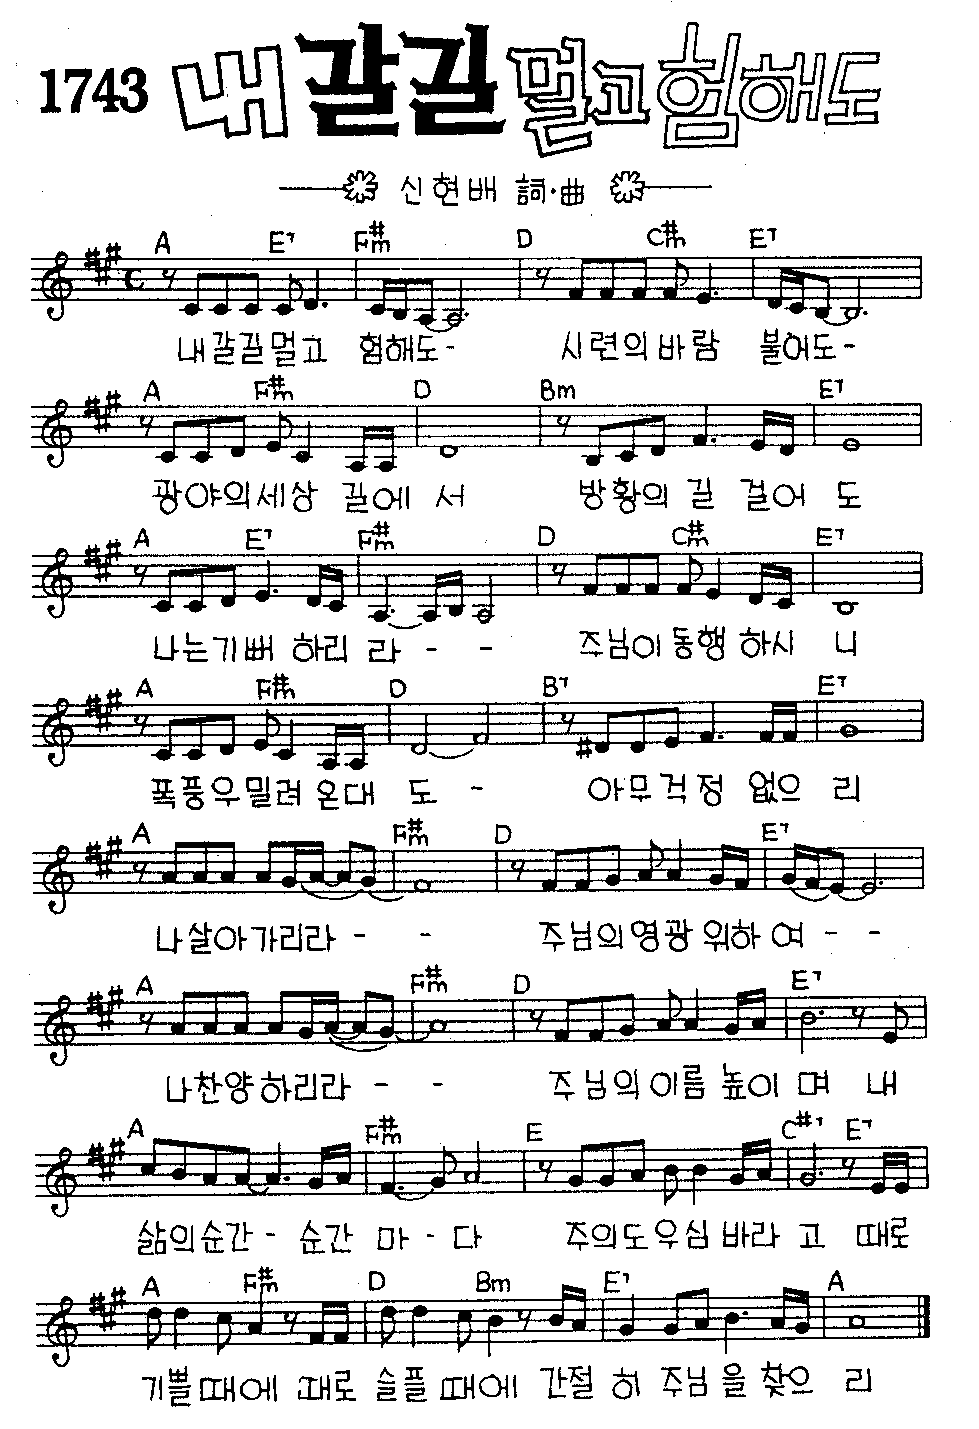 1743 내 갈길 멀고 험해도
신현배 詞·曲
A E7 F#m D C#m E7
내갈길멀고 험해도- 시련의바람 불어도-
A F#m D Bm E7
광야의세상 길에 서 방황의 길 걸어 도
A E7 F#m D C#m E7
나는기뻐 하리 라 - - 주님이동행 하시 니
A F#m D B7 E7
폭풍우밀려 온대 도 - 아무걱정 없으 리
A F#m D E7
나살아가리라 - - 주님의영광 위하 여 - -
A F#m D E7
나찬양하리라 - - 주님의이름 높이 며 내
A F#m E C#7 E7
삶의순간 - 순간 마 - 다 주의도우심 바라 고 때로
A F#m D Bm E7 A
기쁠때에 때로 슬플때에 간절 히 주님 을 찾으 리